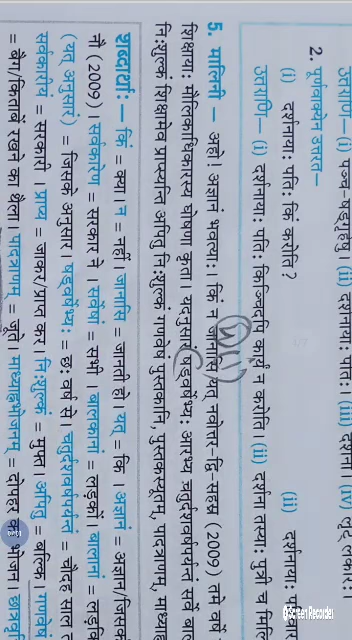 उत्तराणि— (i) पञ्च-षड्गृहेषु। (ii) दर्शनायाः पतिः। (iii) दर्शना। (iv) लृट् लकारः।
2. पूर्णवाक्येन उत्तरत—
(i) दर्शनायाः पतिः किं करोति? (ii) दर्शनायाः
उत्तराणि— (i) दर्शनायाः पतिः किञ्चिदपि कार्यं न करोति। (ii) दर्शना तस्याः पुत्री च
5. मालिनी — अहो! अज्ञानं भवत्याः। किं न जानासि यत् नवोत्तर-द्वि-सहस्र (2009) तमे वर्षे
शिक्षायाः मौलिकाधिकारस्य घोषणा कृता। यदनुसारं षड्वर्षेभ्यः आरभ्य चतुर्दशवर्षपर्यन्तं सर्वे
निःशुल्कं शिक्षामेव प्राप्स्यन्ति अपितु निःशुल्कं गणवेषं पुस्तकानि, पुस्तकस्यूतम्, पादत्राणम्,
शब्दार्थाः— किं = क्या। न = नहीं। जानासि = जानती हो। यत् = कि। अज्ञानं = अज्ञान/
नौ (2009)। सर्वकारेण = सरकार ने। सर्वेषां = सभी। बालकानां = लड़कों। बालानां =
(यत् अनुसारं) = जिसके अनुसार। षड्वर्षेभ्यः = छः वर्ष से। चतुर्दशवर्षपर्यन्तं = चौदह साल
सर्वकारीयं = सरकारी। प्राप्य = जाकर/प्राप्त कर। निःशुल्कं = मुफ्त। अपितु = बल्कि। गणवेषं
= बैग/किताबें रखने का थैला। पादत्राणम् = जूते। माध्याह्नभोजनम् = दोपहर का भोजन।
Screen Recorder